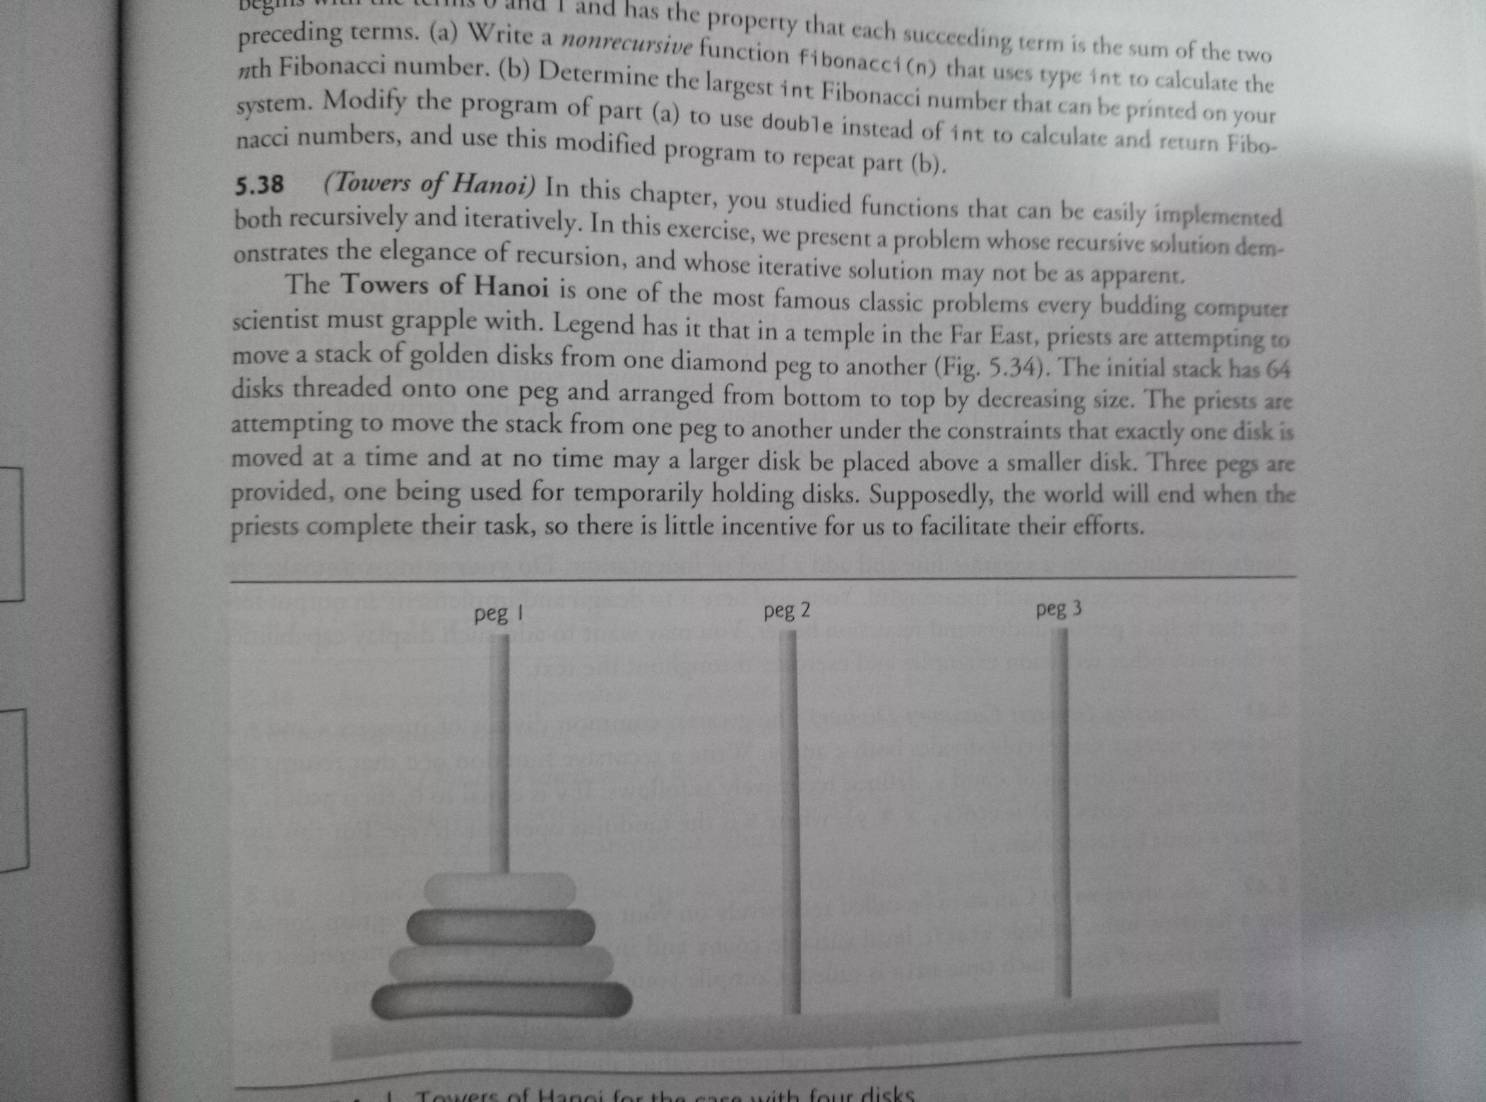 begins with the terms 0 and 1 and has the property that each succeeding term is the sum of the two
preceding terms. (a) Write a nonrecursive function fibonacci(n) that uses type int to calculate the
nth Fibonacci number. (b) Determine the largest int Fibonacci number that can be printed on your
system. Modify the program of part (a) to use double instead of int to calculate and return Fibo-
nacci numbers, and use this modified program to repeat part (b).
5.38 (Towers of Hanoi) In this chapter, you studied functions that can be easily implemented
both recursively and iteratively. In this exercise, we present a problem whose recursive solution dem-
onstrates the elegance of recursion, and whose iterative solution may not be as apparent.
The Towers of Hanoi is one of the most famous classic problems every budding computer
scientist must grapple with. Legend has it that in a temple in the Far East, priests are attempting to
move a stack of golden disks from one diamond peg to another (Fig. 5.34). The initial stack has 64
disks threaded onto one peg and arranged from bottom to top by decreasing size. The priests are
attempting to move the stack from one peg to another under the constraints that exactly one disk is
moved at a time and at no time may a larger disk be placed above a smaller disk. Three pegs are
provided, one being used for temporarily holding disks. Supposedly, the world will end when the
priests complete their task, so there is little incentive for us to facilitate their efforts.
peg 1 peg 2 peg 3
Towers of Hanoi for the case with four disks